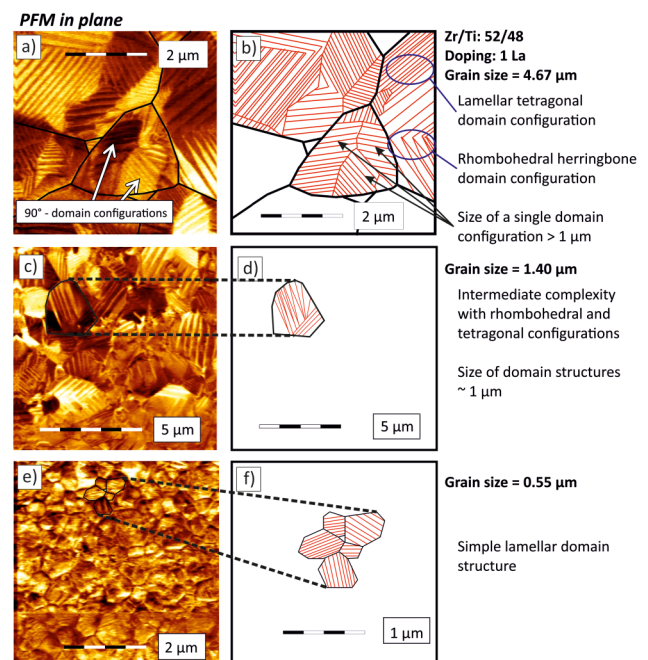 PFM in plane
a)
2 μm
90° - domain configurations
b)
2 μm
Zr/Ti: 52/48
Doping: 1 La
Grain size = 4.67 μm
Lamellar tetragonal
domain configuration
Rhombohedral herringbone
domain configuration
Size of a single domain
configuration > 1 μm
c)
5 μm
d)
5 μm
Grain size = 1.40 μm
Intermediate complexity
with rhombohedral and
tetragonal configurations
Size of domain structures
~ 1 μm
e)
2 μm
f)
1 μm
Grain size = 0.55 μm
Simple lamellar domain
structure